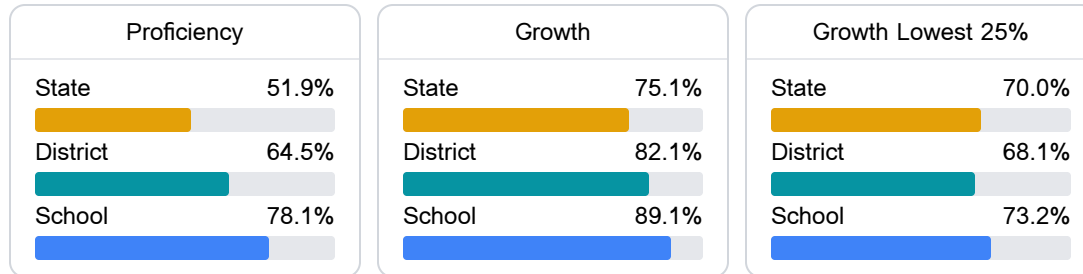 Proficiency
State 51.9%
District 64.5%
School 78.1%
Growth
State 75.1%
District 82.1%
School 89.1%
Growth Lowest 25%
State 70.0%
District 68.1%
School 73.2%